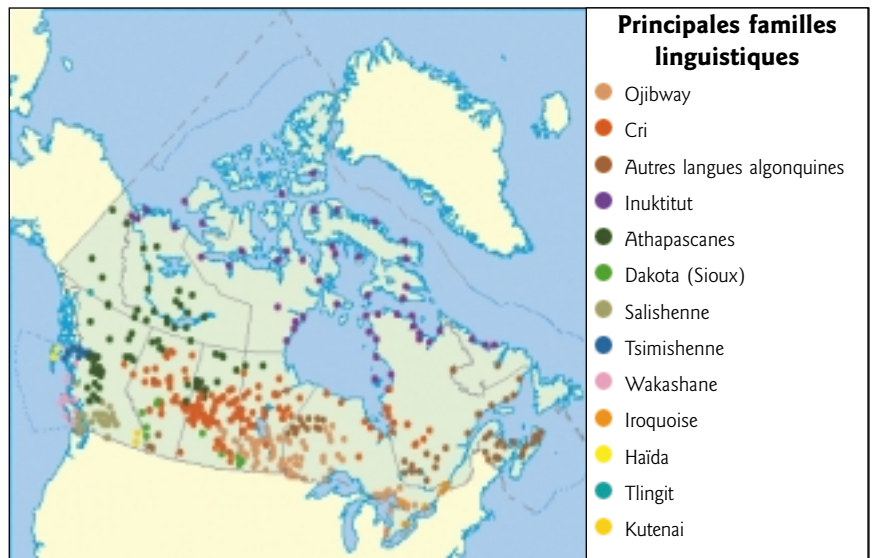 Principales familles
linguistiques
Ojibway
Cri
Autres langues algonquines
Inuktitut
Athapascanes
Dakota (Sioux)
Salishenne
Tsimishenne
Wakashane
Iroquoise
Haïda
Tlingit
Kutenai